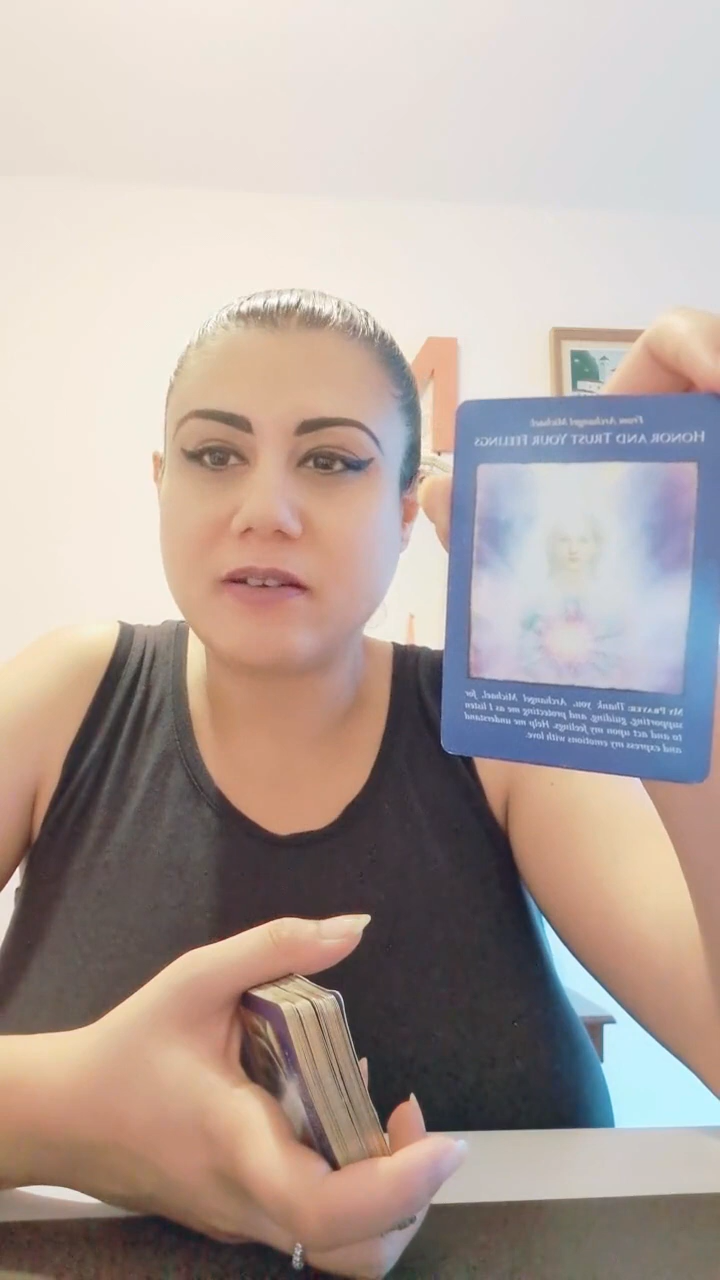 From Archangel Michael:
HONOR AND TRUST YOUR FEELINGS
MY PRAYER: Thank you, Archangel Michael, for
supporting, guiding, and protecting me as I listen
to and act upon my feelings. Help me understand
and express my emotions with love.